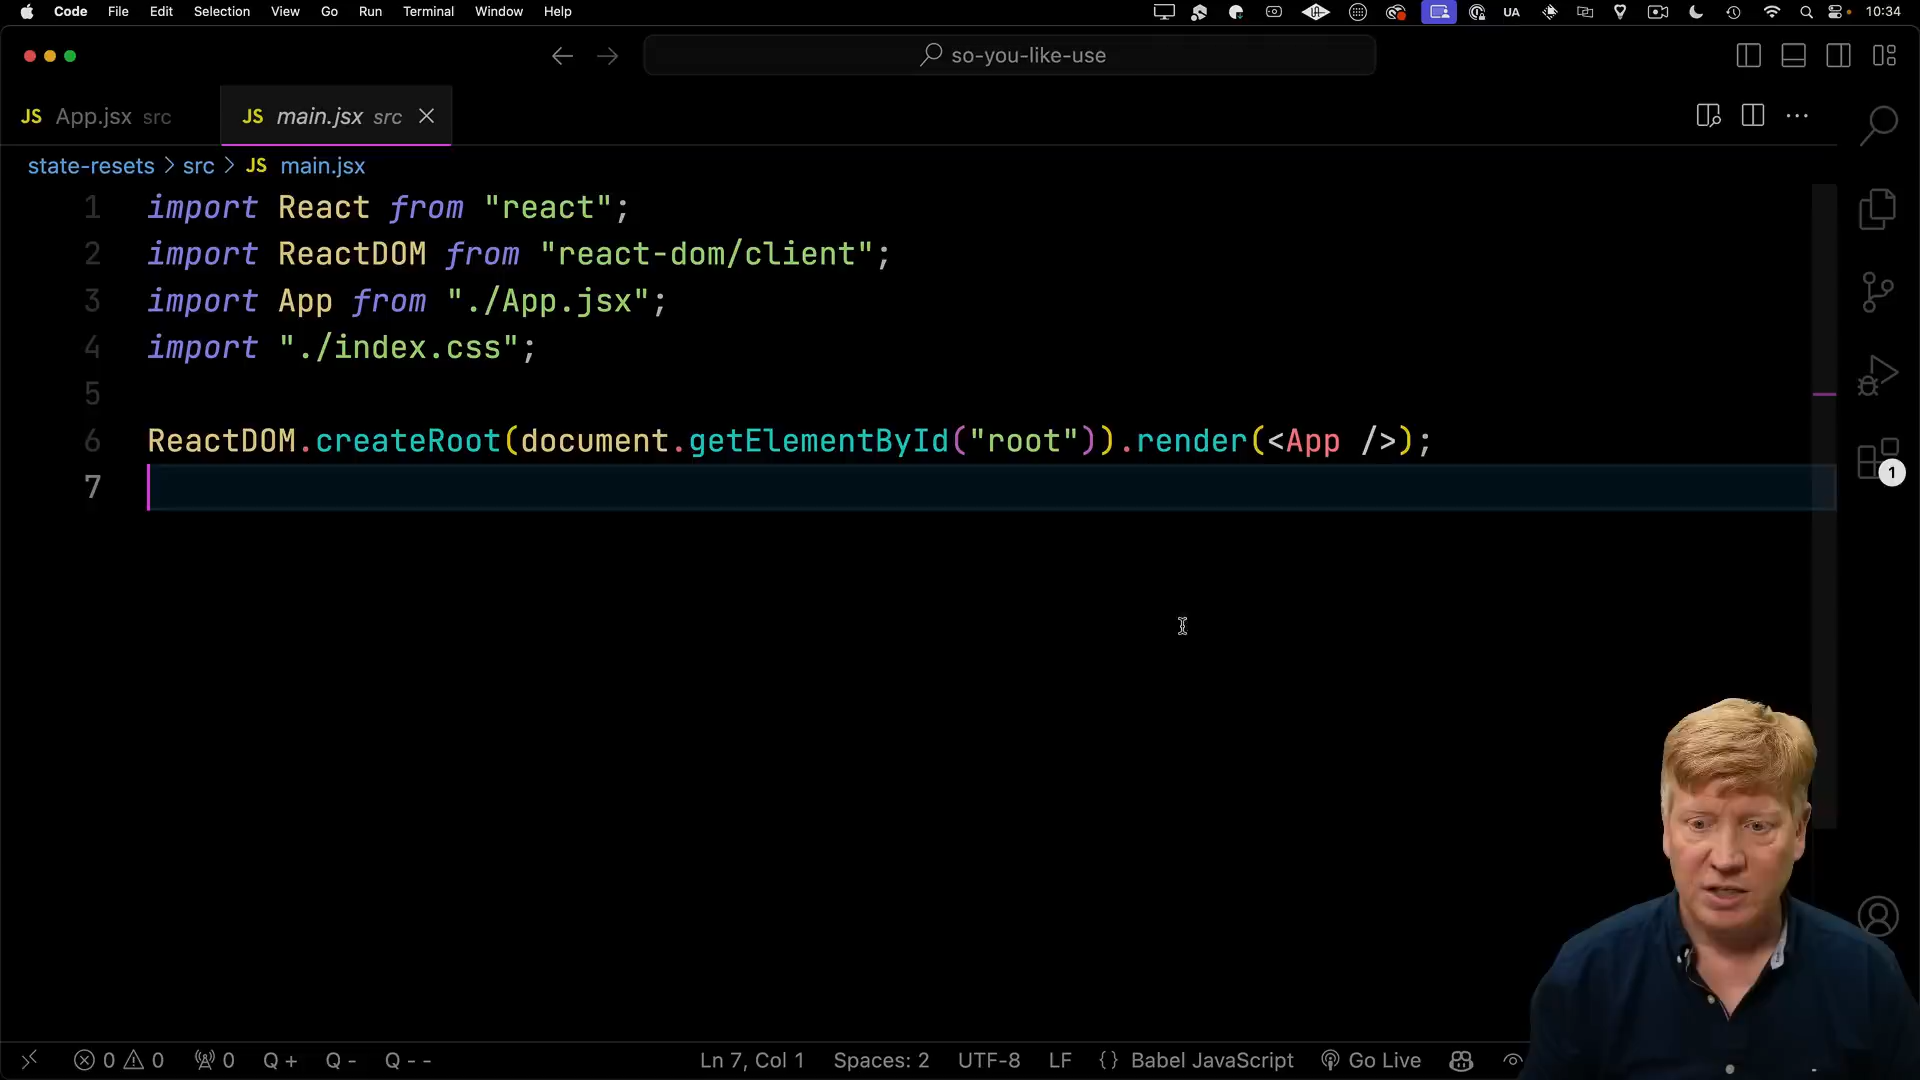 Code File Edit Selection View Go Run Terminal Window Help UA 10:34
so-you-like-use
JS App.jsx src JS main.jsx src
state-resets > src > JS main.jsx
1 import React from "react";
2 import ReactDOM from "react-dom/client";
3 import App from "./App.jsx";
4 import "./index.css";
5
6 ReactDOM.createRoot(document.getElementById("root")).render(<App />);
7
1
0 0 0 Q + Q - Q - - Ln 7, Col 1 Spaces: 2 UTF-8 LF {} Babel JavaScript Go Live